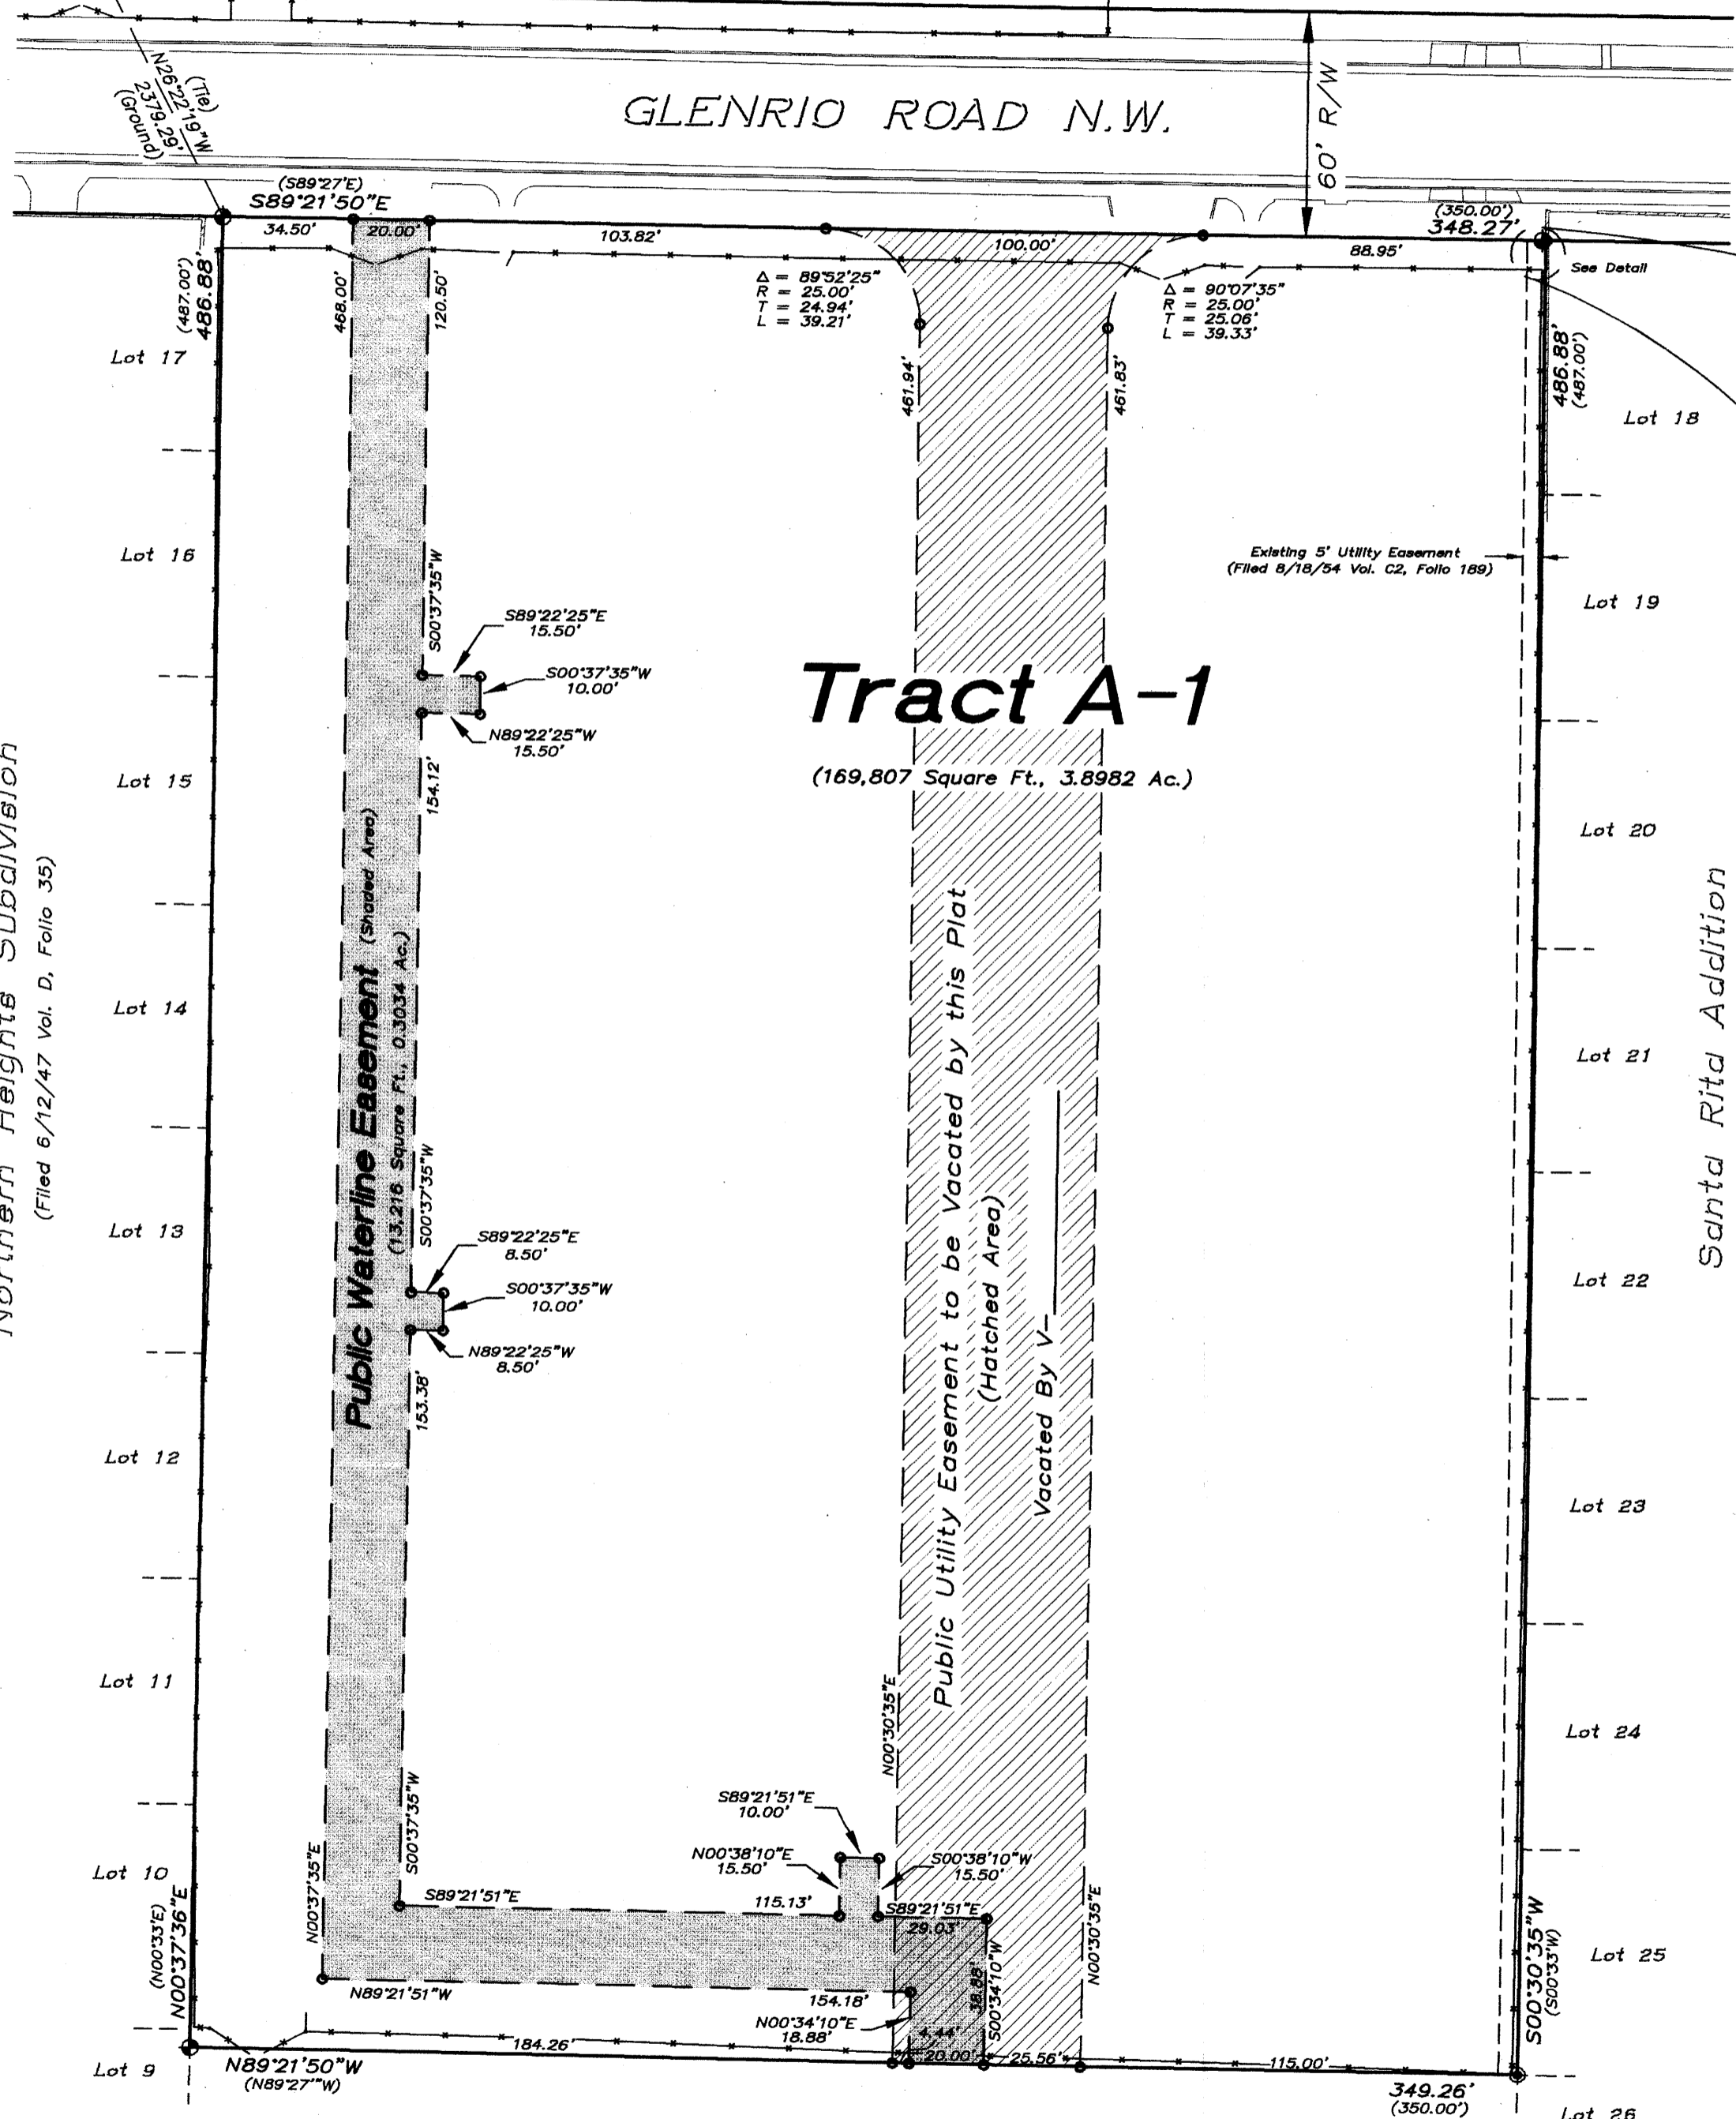 GLENRIO ROAD N.W.
60' R/W
(Tie)
N26°22'19"W
2379.29'
(Ground)
(S89°27'E)
S89°21'50"E
34.50'
20.00'
103.82'
100.00'
(350.00')
348.27'
88.95'
See Detail
(487.00')
486.88'
468.00'
120.50'
Δ = 89°52'25"
R = 25.00'
T = 24.94'
L = 39.21'
Δ = 90°07'35"
R = 25.00'
T = 25.06'
L = 39.33'
461.94'
461.83'
486.88'
(487.00')
Lot 17
Lot 18
Lot 16
S00°37'35"W
Existing 5' Utility Easement
(Filed 8/18/54 Vol. C2, Folio 189)
Lot 19
S89°22'25"E
15.50'
S00°37'35"W
10.00'
N89°22'25"W
15.50'
Tract A-1
(169,807 Square Ft., 3.8982 Ac.)
Lot 15
154.12'
Lot 20
Northern Heights Subdivision
(Filed 6/12/47 Vol. D, Folio 35)
Public Waterline Easement (Shaded Area)
(13,216 Square Ft., 0.3034 Ac.)
Public Utility Easement to be Vacated by this Plat
(Hatched Area)
Vacated By V-
Santa Rita Addition
Lot 14
Lot 21
Lot 13
S00°37'35"W
S89°22'25"E
8.50'
S00°37'35"W
10.00'
N89°22'25"W
8.50'
Lot 22
153.38'
Lot 12
Lot 23
Lot 11
N00°30'35"E
Lot 24
S00°37'35"W
S89°21'51"E
10.00'
N00°38'10"E
15.50'
S00°38'10"W
15.50'
Lot 10
N00°37'35"E
S89°21'51"E
115.13'
S89°21'51"E
29.03'
N00°30'35"E
(N00°33'E)
N00°37'36"E
S00°30'35"W
(S00°33'W)
Lot 25
N89°21'51"W
154.18'
38.88'
S00°34'10"W
N00°34'10"E
18.88'
184.26'
4.44'
20.00'
25.56'
115.00'
Lot 9
N89°21'50"W
(N89°27'"W)
349.26'
(350.00')
Lot 26